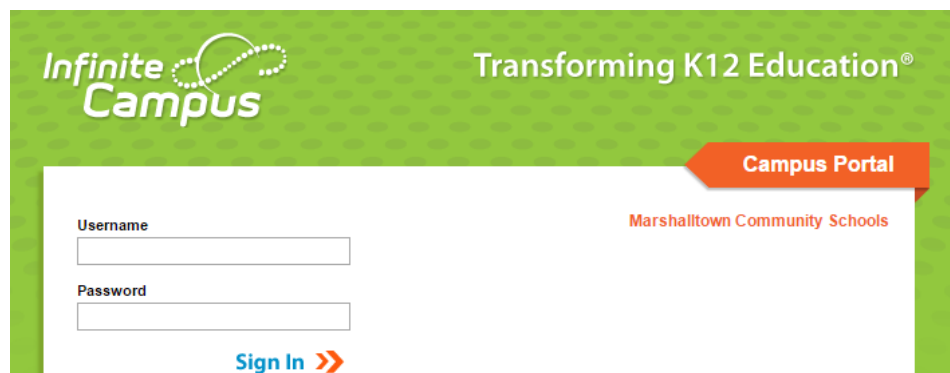 Infinite
Campus
Transforming K12 Education®
Campus Portal
Marshalltown Community Schools
Username
Password
Sign In